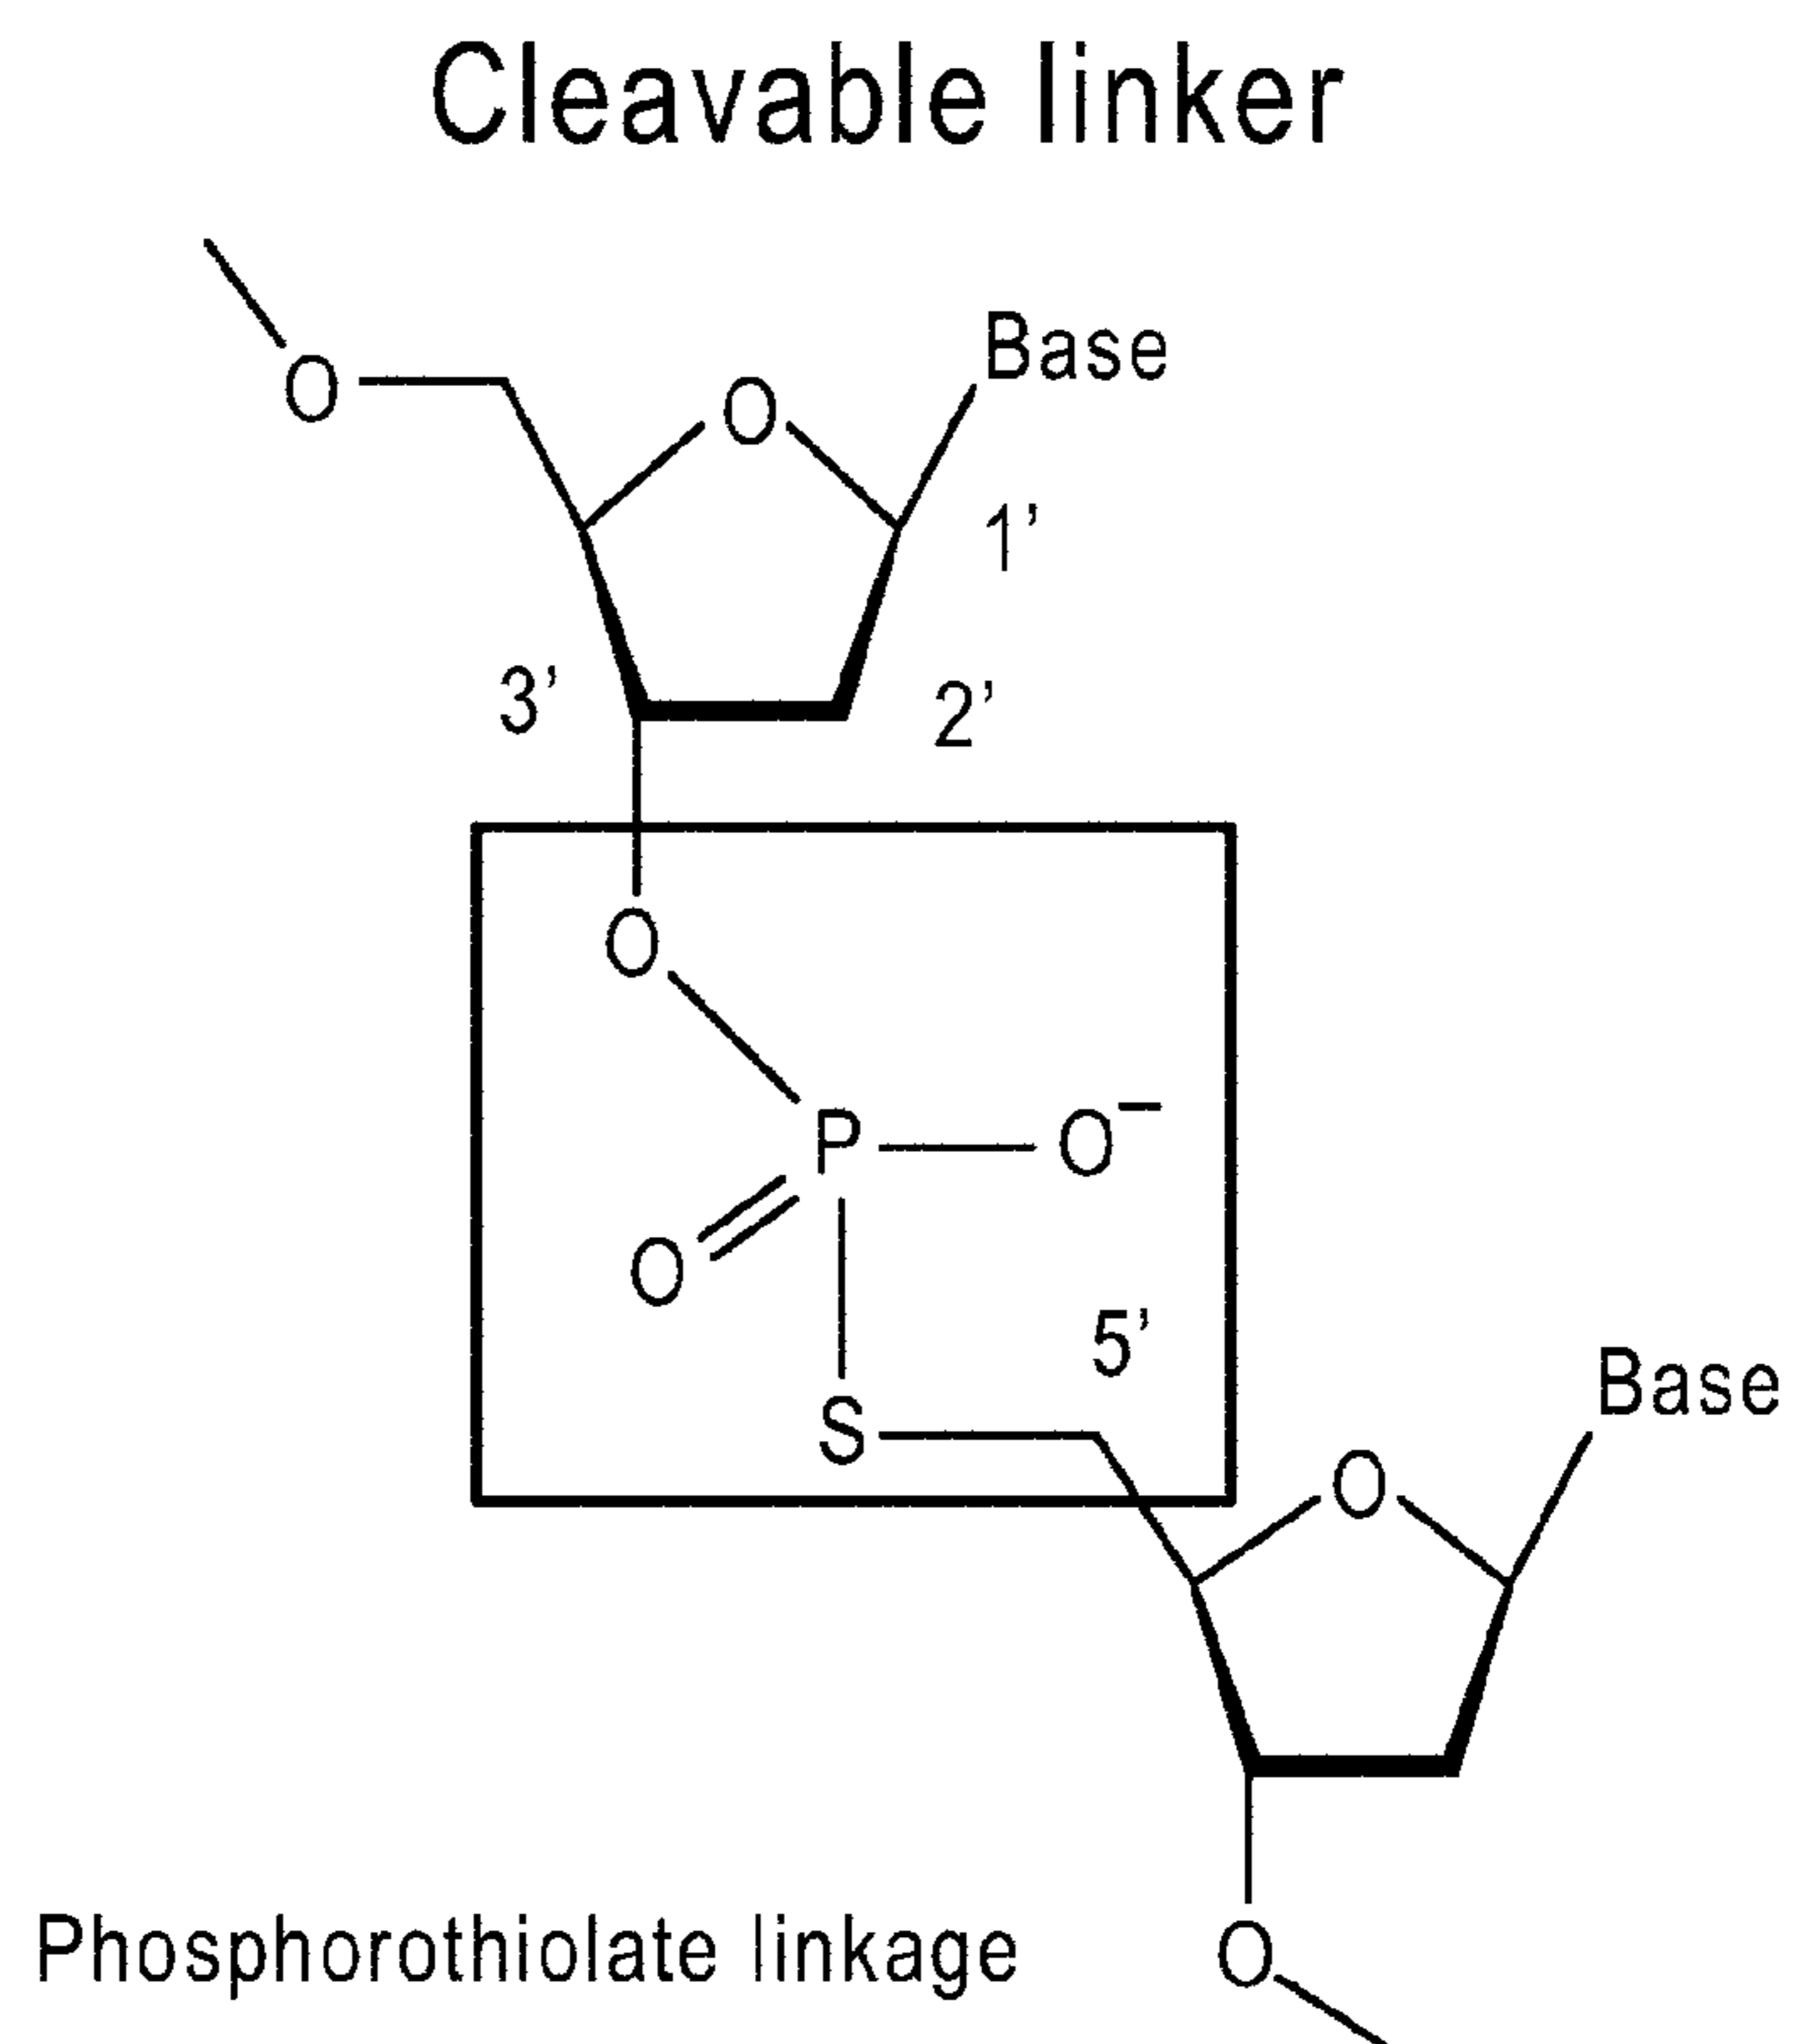 Cleavable linker
Base
O
O
1’
3’
2’
O
P
O−
O
5’
S
Base
O
Phosphorothiolate linkage
O